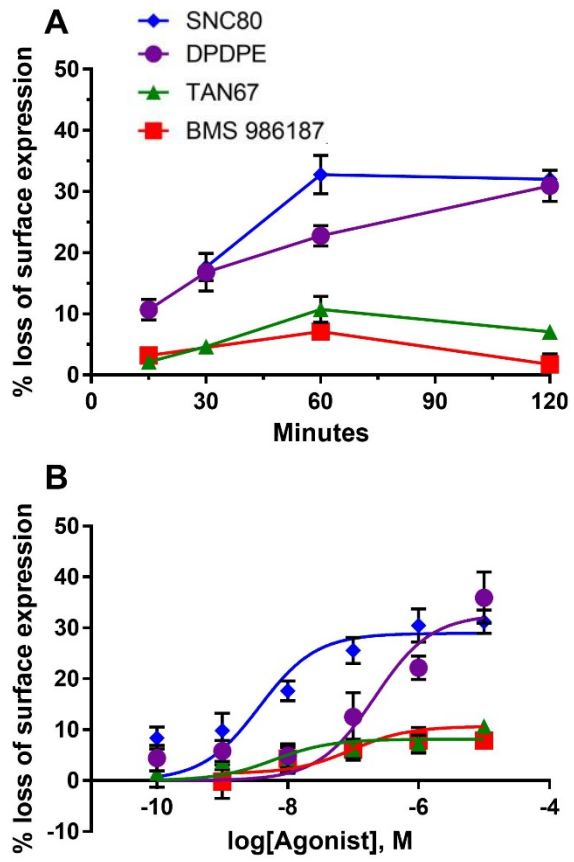 A
SNC80
DPDPE
TAN67
BMS 986187
% loss of surface expression
50
40
30
20
10
0
0 30 60 90 120
Minutes
B
% loss of surface expression
50
40
30
20
10
0
-10
-10 -8 -6 -4
log[Agonist], M